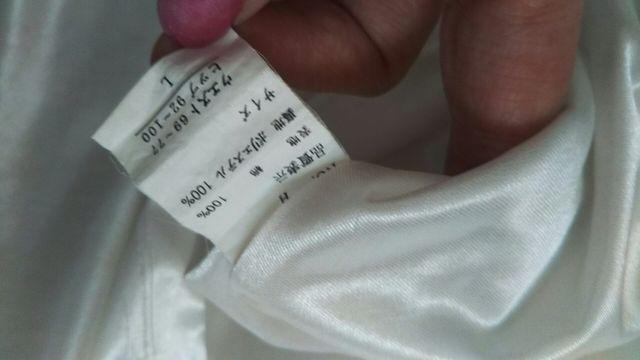 品質表示
表地 綿 100%
裏地 ポリエステル 100%
サイズ
ウエスト 69~77
ヒップ 92~100
L